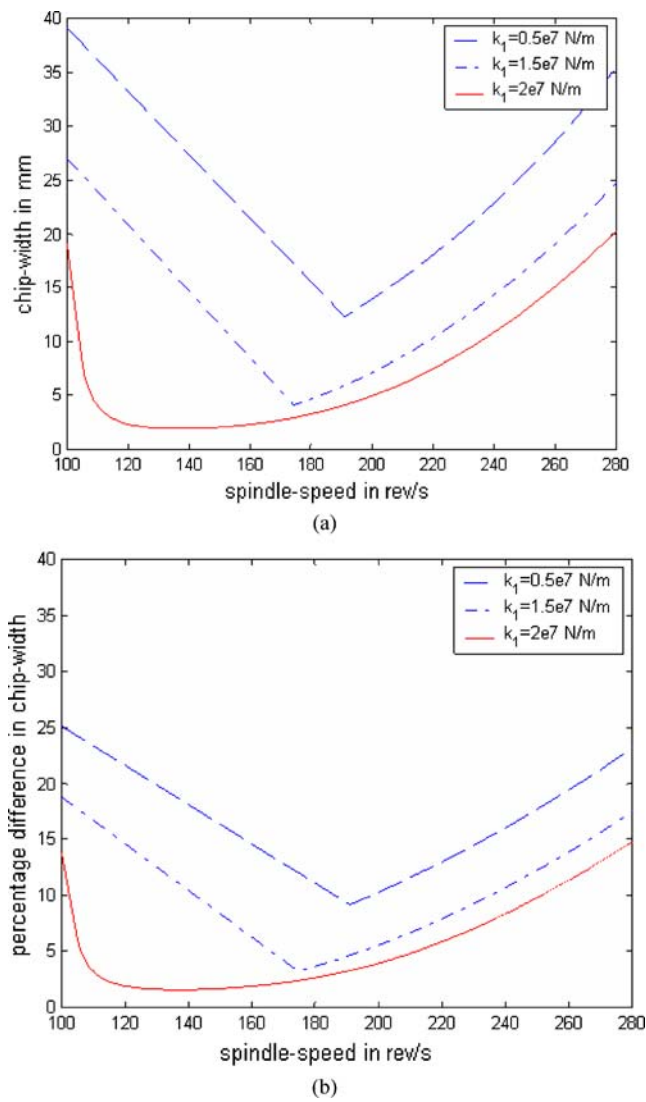 40
35
30
25
20
15
10
5
0
chip-width in mm
k₁=0.5e7 N/m
k₁=1.5e7 N/m
k₁=2e7 N/m
100 120 140 160 180 200 220 240 260 280
spindle-speed in rev/s
(a)
40
35
30
25
20
15
10
5
0
percentage difference in chip-width
k₁=0.5e7 N/m
k₁=1.5e7 N/m
k₁=2e7 N/m
100 120 140 160 180 200 220 240 260 280
spindle-speed in rev/s
(b)